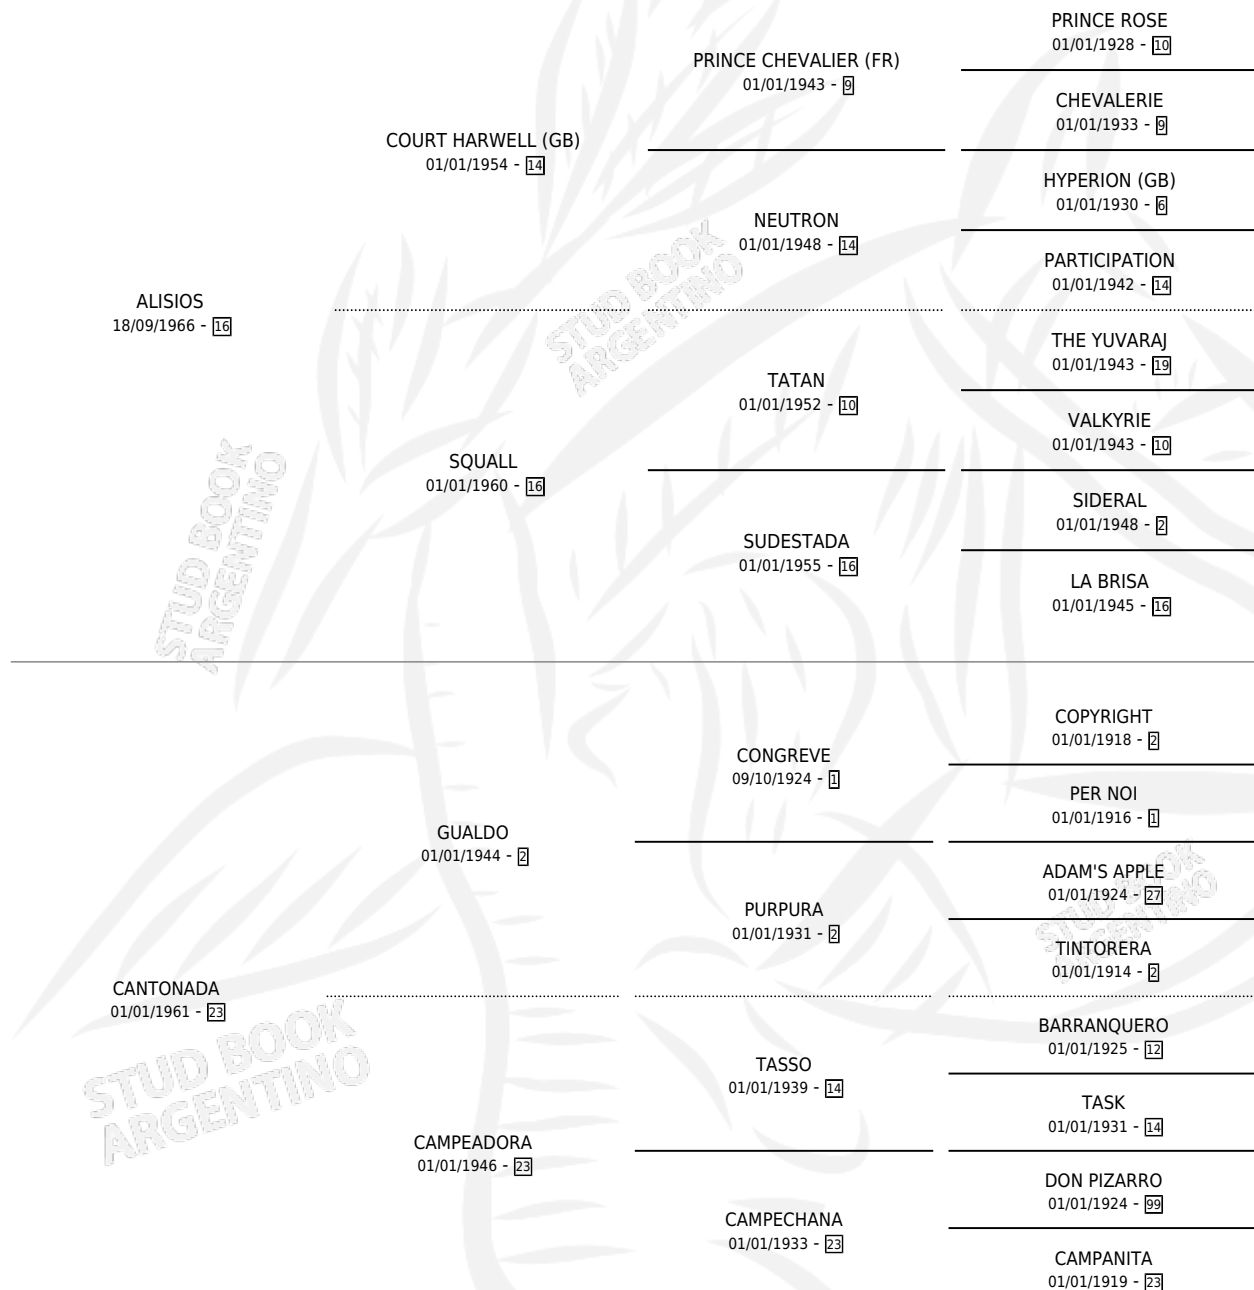 PRINCE ROSE
01/01/1928 - 10
PRINCE CHEVALIER (FR)
01/01/1943 - 9
CHEVALERIE
01/01/1933 - 9
COURT HARWELL (GB)
01/01/1954 - 14
HYPERION (GB)
01/01/1930 - 6
NEUTRON
01/01/1948 - 14
PARTICIPATION
01/01/1942 - 14
ALISIOS
18/09/1966 - 16
THE YUVARAJ
01/01/1943 - 19
TATAN
01/01/1952 - 10
VALKYRIE
01/01/1943 - 10
SQUALL
01/01/1960 - 16
SIDERAL
01/01/1948 - 2
SUDESTADA
01/01/1955 - 16
LA BRISA
01/01/1945 - 16
STUD BOOK
ARGENTINO
STUD BOOK
ARGENTINO
COPYRIGHT
01/01/1918 - 2
CONGREVE
09/10/1924 - 1
PER NOI
01/01/1916 - 1
GUALDO
01/01/1944 - 2
ADAM'S APPLE
01/01/1924 - 27
PURPURA
01/01/1931 - 2
TINTORERA
01/01/1914 - 2
CANTONADA
01/01/1961 - 23
BARRANQUERO
01/01/1925 - 12
TASSO
01/01/1939 - 14
TASK
01/01/1931 - 14
CAMPEADORA
01/01/1946 - 23
DON PIZARRO
01/01/1924 - 99
CAMPECHANA
01/01/1933 - 23
CAMPANITA
01/01/1919 - 23
STUD BOOK
ARGENTINO
STUD BOOK
ARGENTINO